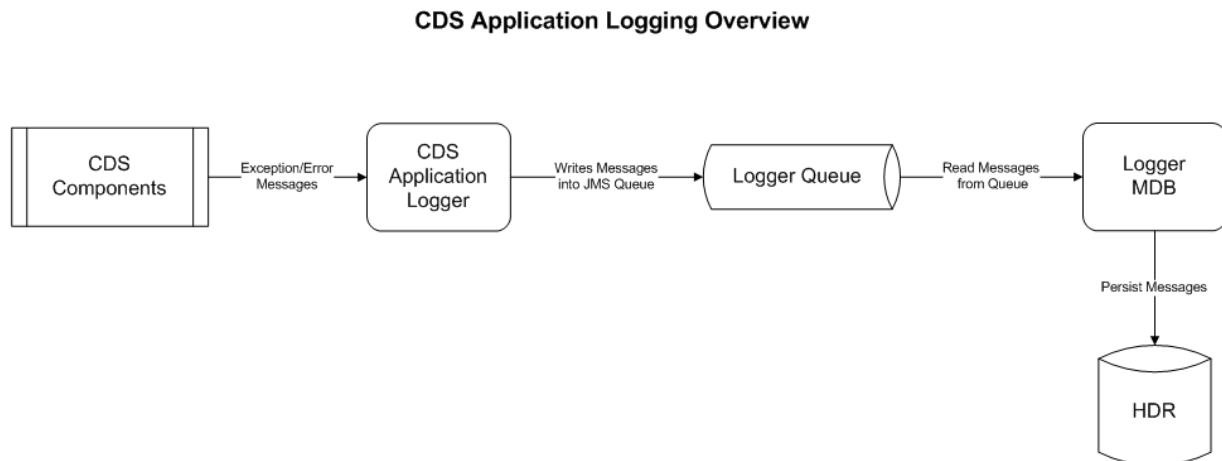 CDS Application Logging Overview
CDS
Components
Exception/Error
Messages
CDS
Application
Logger
Writes Messages
into JMS Queue
Logger Queue
Read Messages
from Queue
Logger
MDB
Persist Messages
HDR